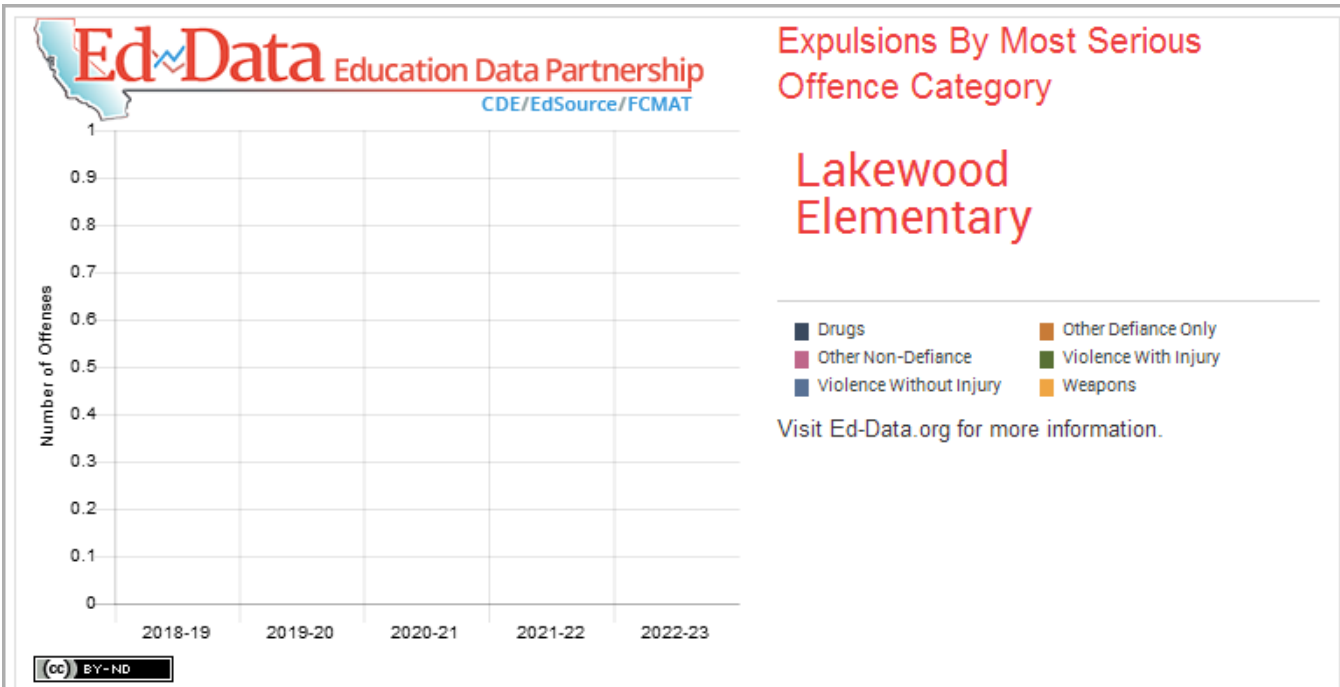 Ed Data Education Data Partnership
CDE/EdSource/FCMAT
Expulsions By Most Serious
Offence Category
Lakewood
Elementary
1
0.9
0.8
0.7
0.6
0.5
0.4
0.3
0.2
0.1
0
Number of Offenses
2018-19 2019-20 2020-21 2021-22 2022-23
Drugs
Other Defiance Only
Other Non-Defiance
Violence With Injury
Violence Without Injury
Weapons
Visit Ed-Data.org for more information.
(cc) BY-ND